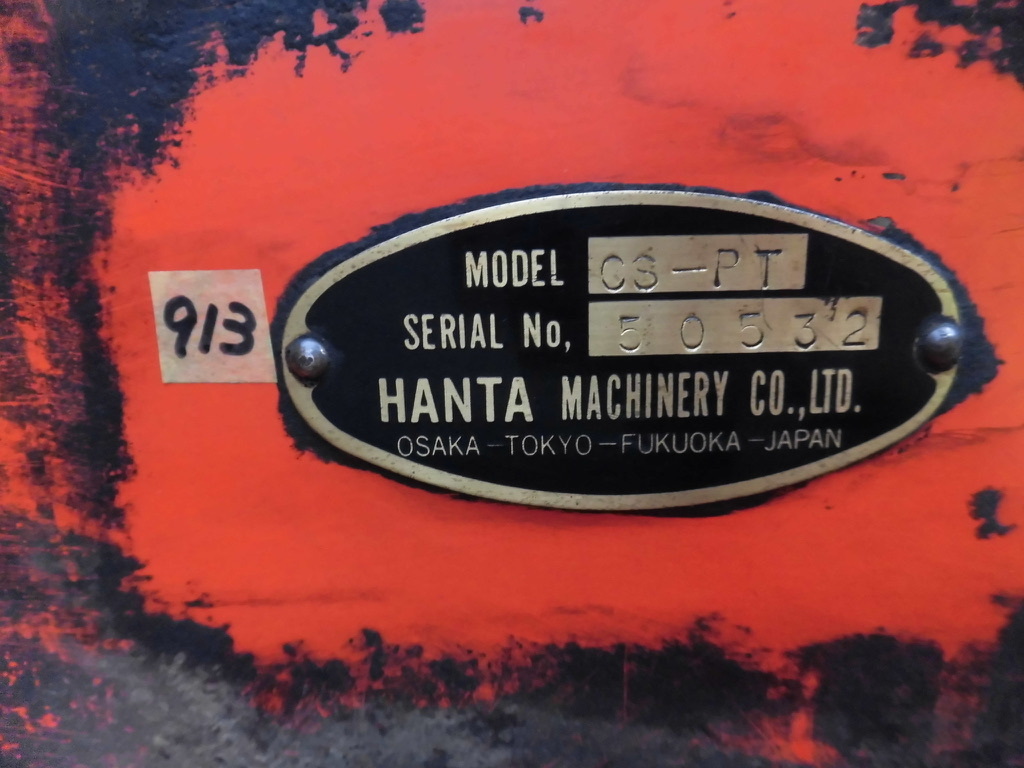 913
MODEL CS-PT
SERIAL No, 50532
HANTA MACHINERY CO.,LTD.
OSAKA-TOKYO-FUKUOKA-JAPAN